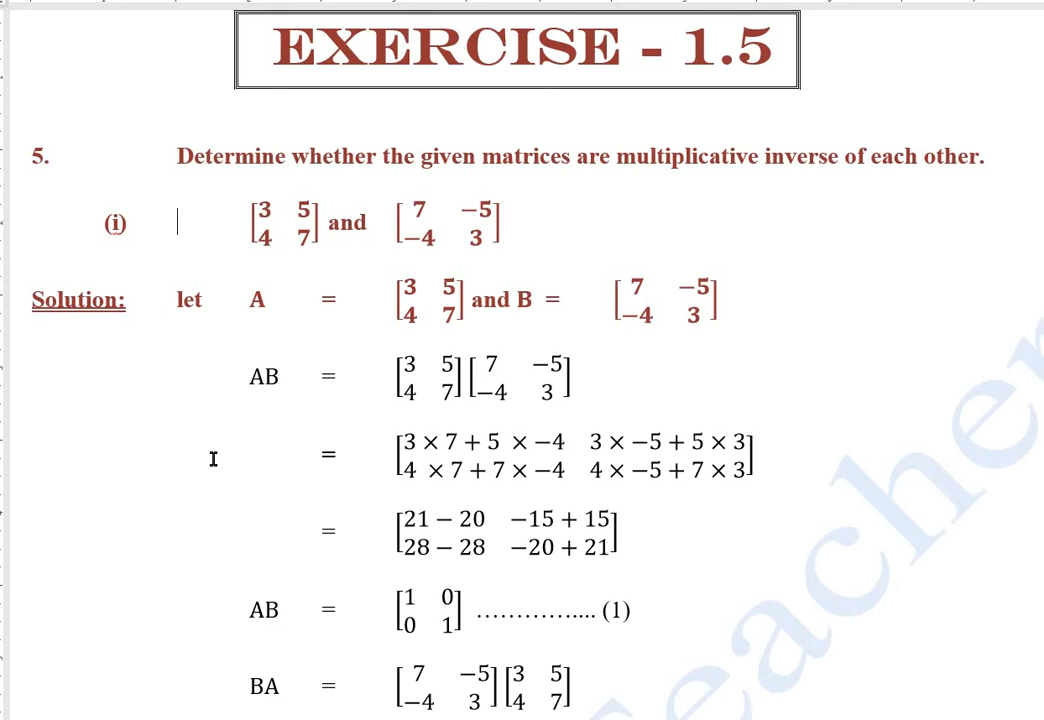 EXERCISE - 1.5
5. Determine whether the given matrices are multiplicative inverse of each other.
(i) [3 5; 4 7] and [7 −5; −4 3]
Solution: let A = [3 5; 4 7] and B = [7 −5; −4 3]
AB = [3 5; 4 7] [7 −5; −4 3]
= [3 × 7 + 5 × −4 3 × −5 + 5 × 3; 4 × 7 + 7 × −4 4 × −5 + 7 × 3]
= [21 − 20 −15 + 15; 28 − 28 −20 + 21]
AB = [1 0; 0 1] ................ (1)
BA = [7 −5; −4 3] [3 5; 4 7]